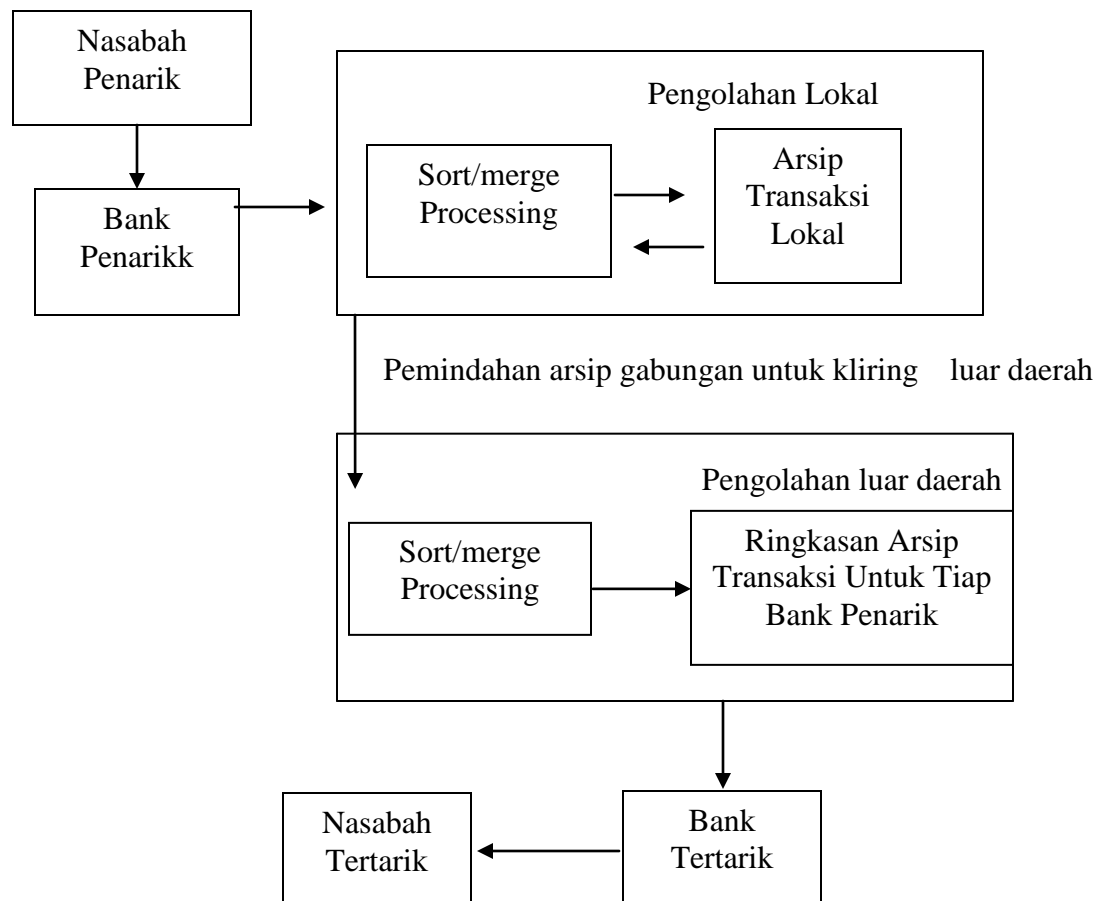 Nasabah
Penarik
Pengolahan Lokal
Sort/merge
Processing
Arsip
Transaksi
Lokal
Bank
Penarikk
Pemindahan arsip gabungan untuk kliring luar daerah
Pengolahan luar daerah
Sort/merge
Processing
Ringkasan Arsip
Transaksi Untuk Tiap
Bank Penarik
Nasabah
Tertarik
Bank
Tertarik